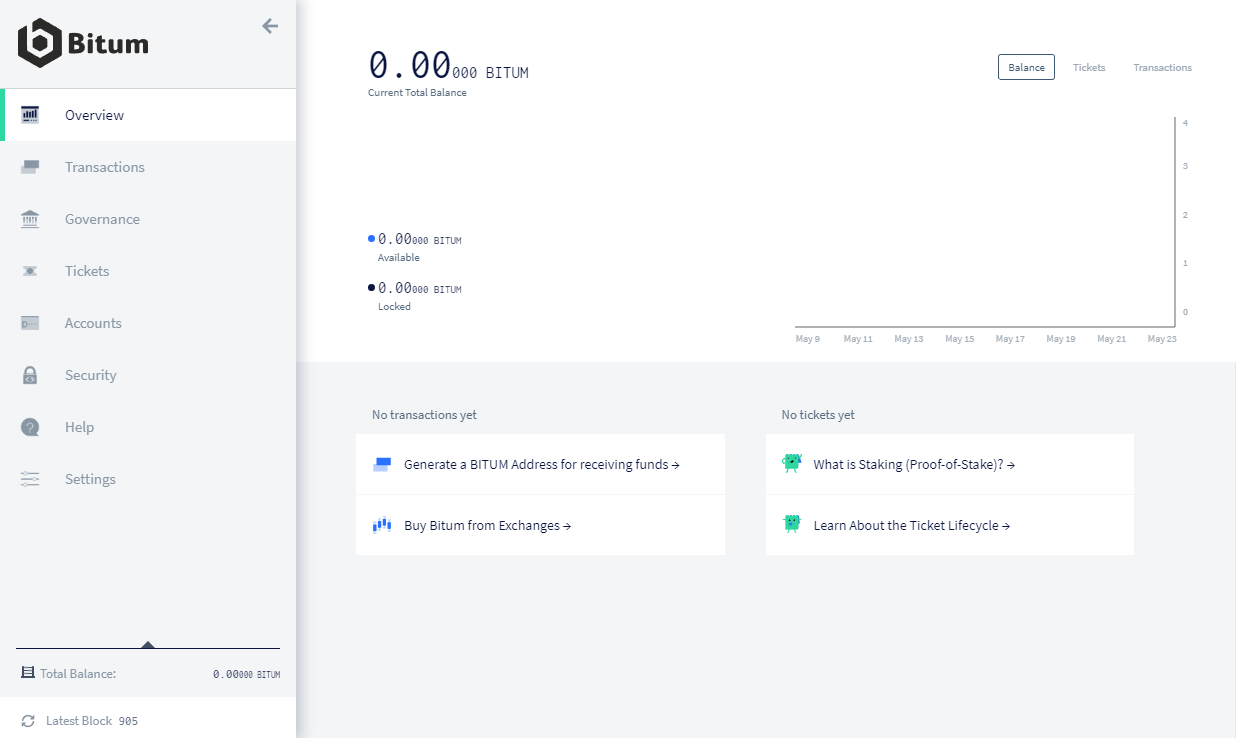 Bitum
Overview
Transactions
Governance
Tickets
Accounts
Security
Help
Settings
Total Balance: 0.00000 BITUM
Latest Block 905
0.00000 BITUM
Current Total Balance
Balance Tickets Transactions
0.00000 BITUM
Available
0.00000 BITUM
Locked
4
3
2
1
0
May 9 May 11 May 13 May 15 May 17 May 19 May 21 May 23
No transactions yet
Generate a BITUM Address for receiving funds →
Buy Bitum from Exchanges →
No tickets yet
What is Staking (Proof-of-Stake)? →
Learn About the Ticket Lifecycle →